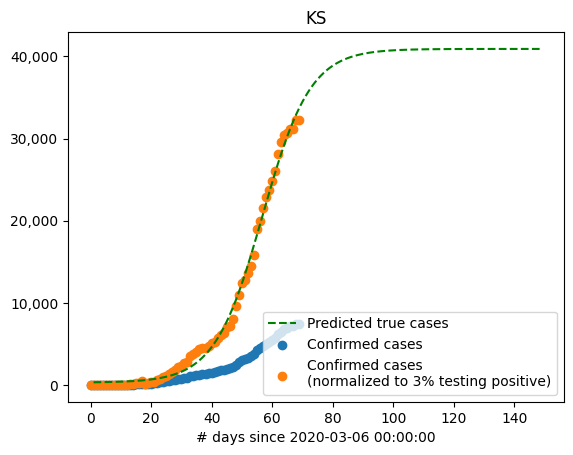 KS
40,000
30,000
20,000
10,000
0
Predicted true cases
Confirmed cases
Confirmed cases
(normalized to 3% testing positive)
0 20 40 60 80 100 120 140
# days since 2020-03-06 00:00:00